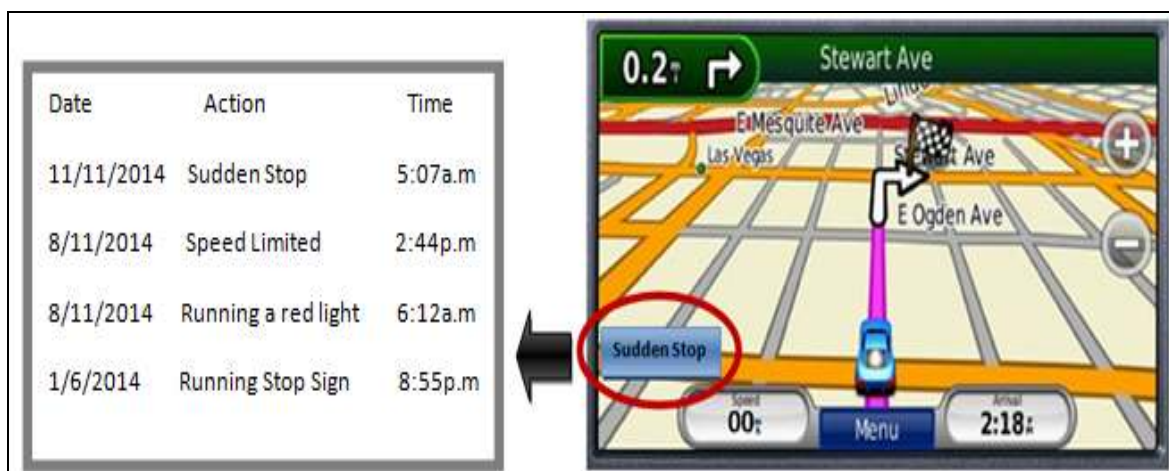 Date Action Time
11/11/2014 Sudden Stop 5:07a.m
8/11/2014 Speed Limited 2:44p.m
8/11/2014 Running a red light 6:12a.m
1/6/2014 Running Stop Sign 8:55p.m
0.2 Stewart Ave
E Mesquite Ave
Las Vegas
Ave
E Ogden Ave
Sudden Stop
Speed
00
Menu
Arrival
2:18